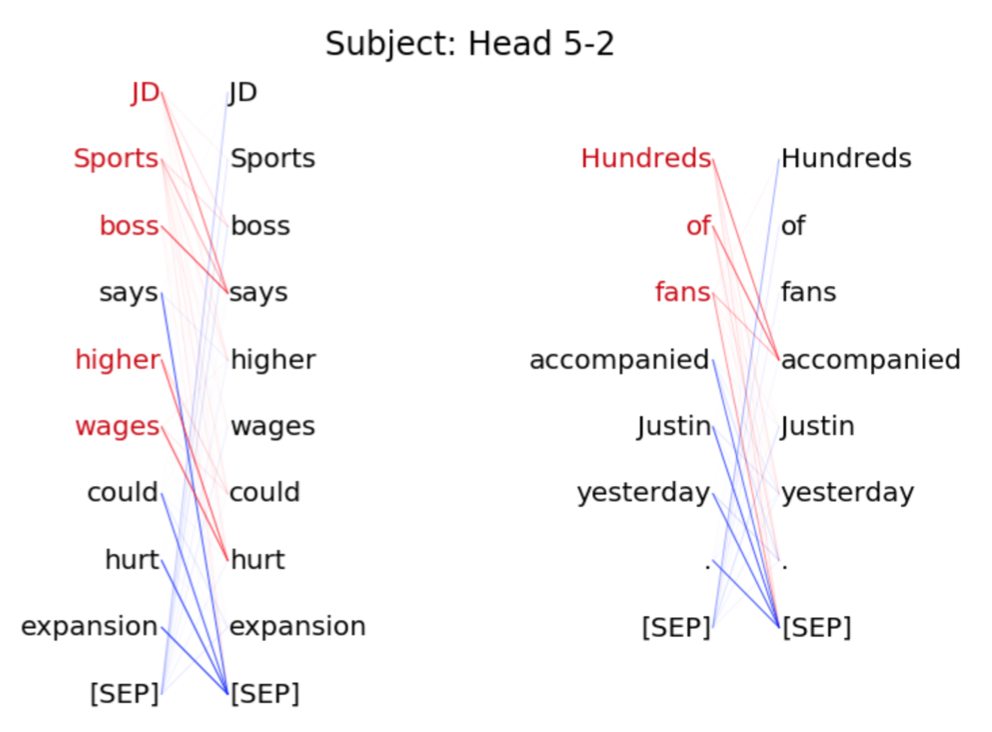 Subject: Head 5-2
JD JD
Sports Sports Hundreds Hundreds
boss boss of of
says says fans fans
higher higher accompanied accompanied
wages wages Justin Justin
could could yesterday yesterday
hurt hurt . .
expansion expansion [SEP] [SEP]
[SEP] [SEP]